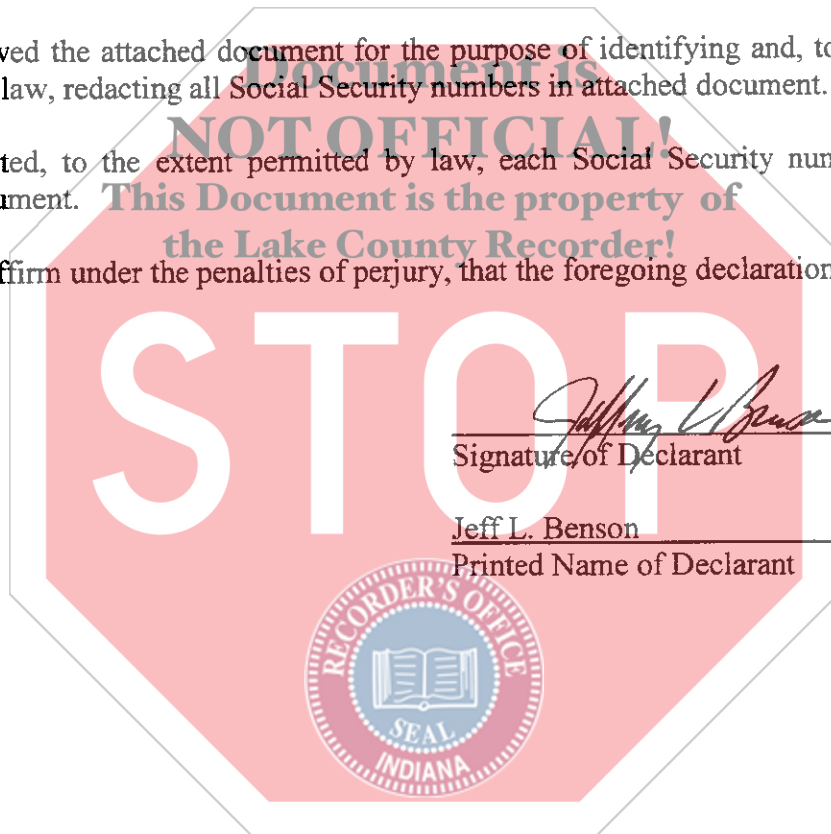 ved the attached document for the purpose of identifying and, to
Document is
law, redacting all Social Security numbers in attached document.
NOT OFFICIAL!
ted, to the extent permitted by law, each Social Security num
ument.
This Document is the property of
the Lake County Recorder!
ffirm under the penalties of perjury, that the foregoing declaration
STOP
Signature of Declarant
Jeff L. Benson
Printed Name of Declarant
RECORDER'S OFFICE
SEAL
INDIANA